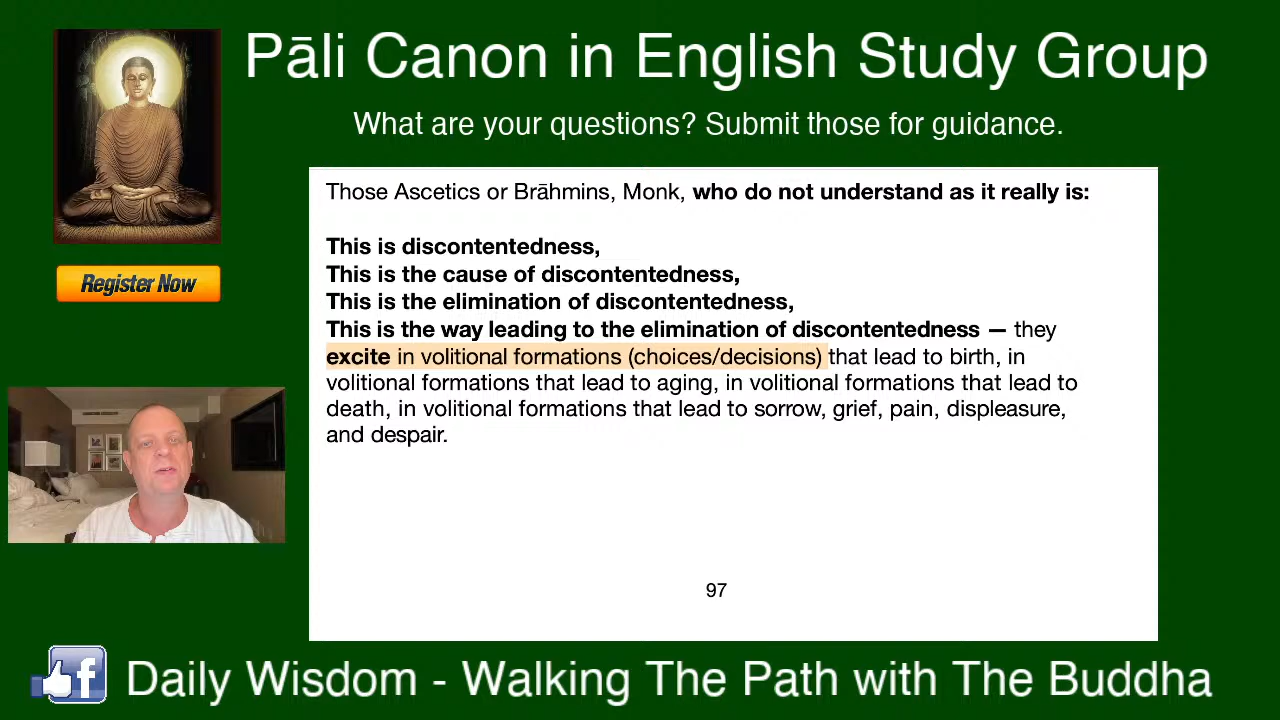 Pāli Canon in English Study Group
What are your questions? Submit those for guidance.
Register Now
Those Ascetics or Brāhmins, Monk, who do not understand as it really is:
This is discontentedness,
This is the cause of discontentedness,
This is the elimination of discontentedness,
This is the way leading to the elimination of discontentedness — they
excite in volitional formations (choices/decisions) that lead to birth, in
volitional formations that lead to aging, in volitional formations that lead to
death, in volitional formations that lead to sorrow, grief, pain, displeasure,
and despair.
97
f
Daily Wisdom - Walking The Path with The Buddha